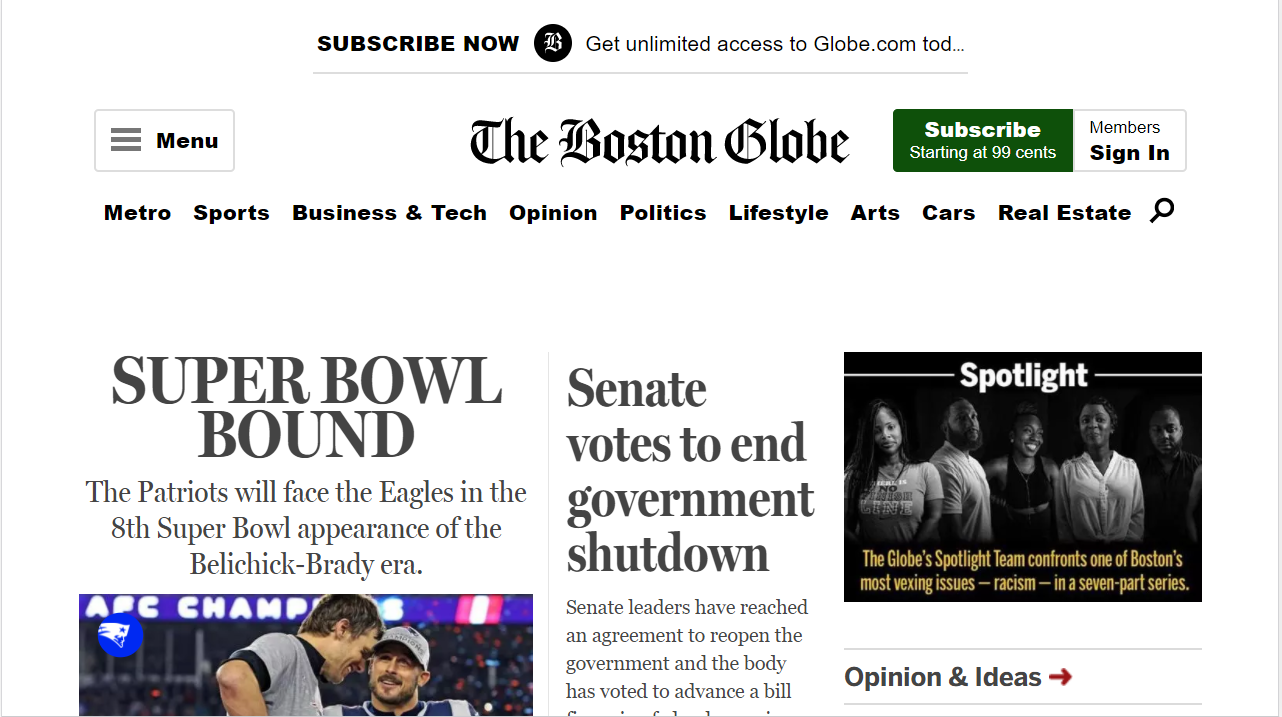 SUBSCRIBE NOW B Get unlimited access to Globe.com tod...
Menu
The Boston Globe
Subscribe
Starting at 99 cents
Members
Sign In
Metro Sports Business & Tech Opinion Politics Lifestyle Arts Cars Real Estate
SUPER BOWL
BOUND
The Patriots will face the Eagles in the
8th Super Bowl appearance of the
Belichick-Brady era.
AFC CHAMP
Senate
votes to end
government
shutdown
Senate leaders have reached
an agreement to reopen the
government and the body
has voted to advance a bill
Spotlight
NO
FINISH
LINE
The Globe's Spotlight Team confronts one of Boston's
most vexing issues — racism — in a seven-part series.
Opinion & Ideas